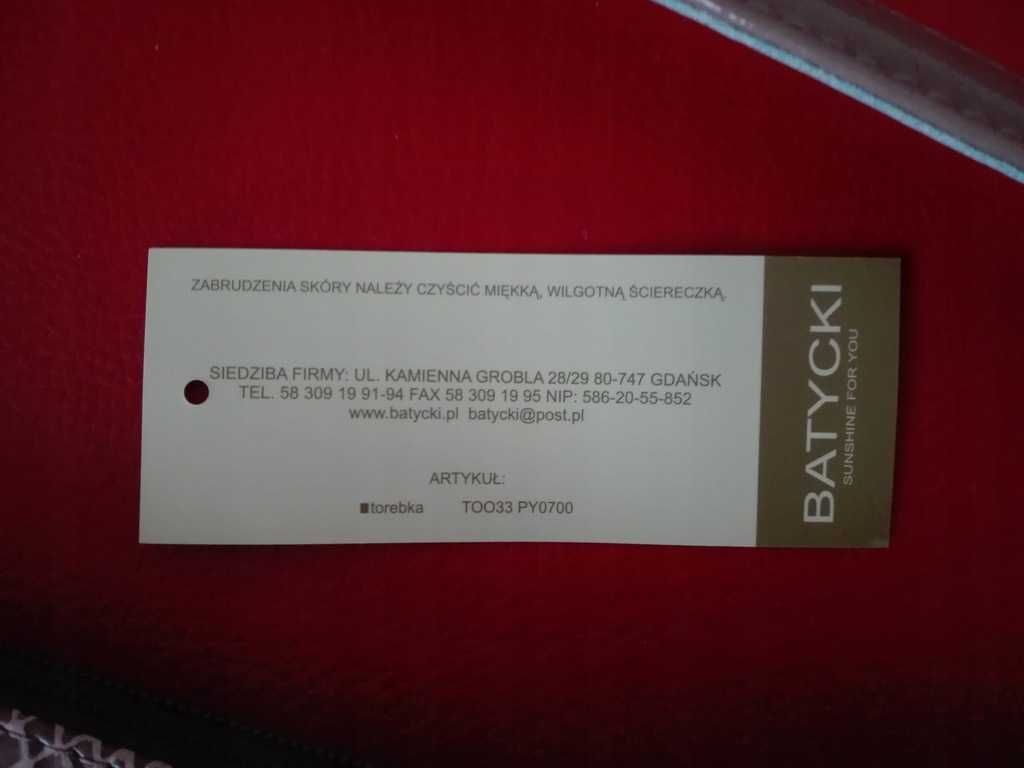 ZABRUDZENIA SKÓRY NALEŻY CZYŚCIĆ MIĘKKĄ, WILGOTNĄ ŚCIERECZKĄ.
SIEDZIBA FIRMY: UL. KAMIENNA GROBLA 28/29 80-747 GDAŃSK
TEL. 58 309 19 91-94 FAX 58 309 19 95 NIP: 586-20-55-852
www.batycki.pl batycki@post.pl
ARTYKUŁ:
torebka TOO33 PY0700
BATYCKI
SUNSHINE FOR YOU